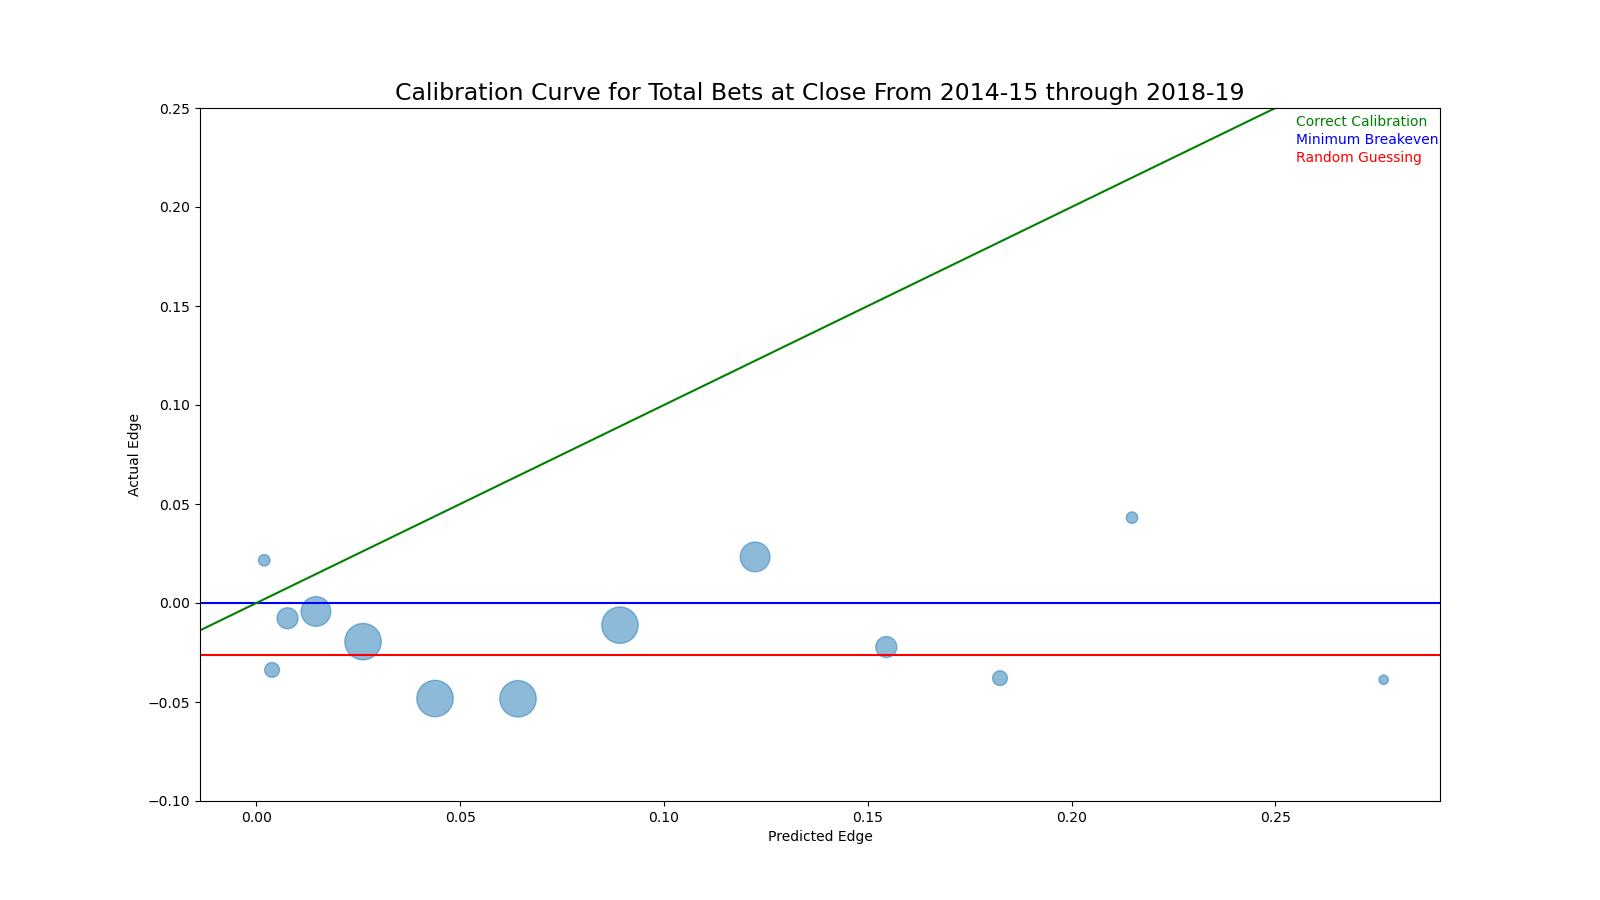 Calibration Curve for Total Bets at Close From 2014-15 through 2018-19
Correct Calibration
Minimum Breakeven
Random Guessing
0.25
0.20
0.15
0.10
0.05
0.00
−0.05
−0.10
Actual Edge
0.00 0.05 0.10 0.15 0.20 0.25
Predicted Edge